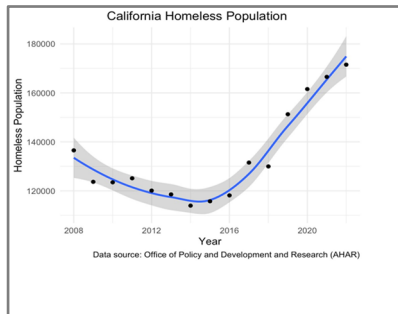 California Homeless Population
180000
160000
140000
120000
Homeless Population
2008
2012
2016
2020
Year
Data source: Office of Policy and Development and Research (AHAR)